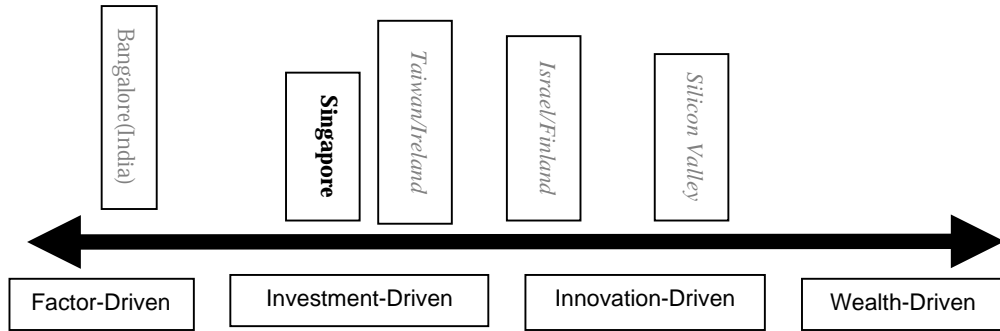 Bangalore(India)
Singapore
Taiwan/Ireland
Israel/Finland
Silicon Valley
Factor-Driven
Investment-Driven
Innovation-Driven
Wealth-Driven